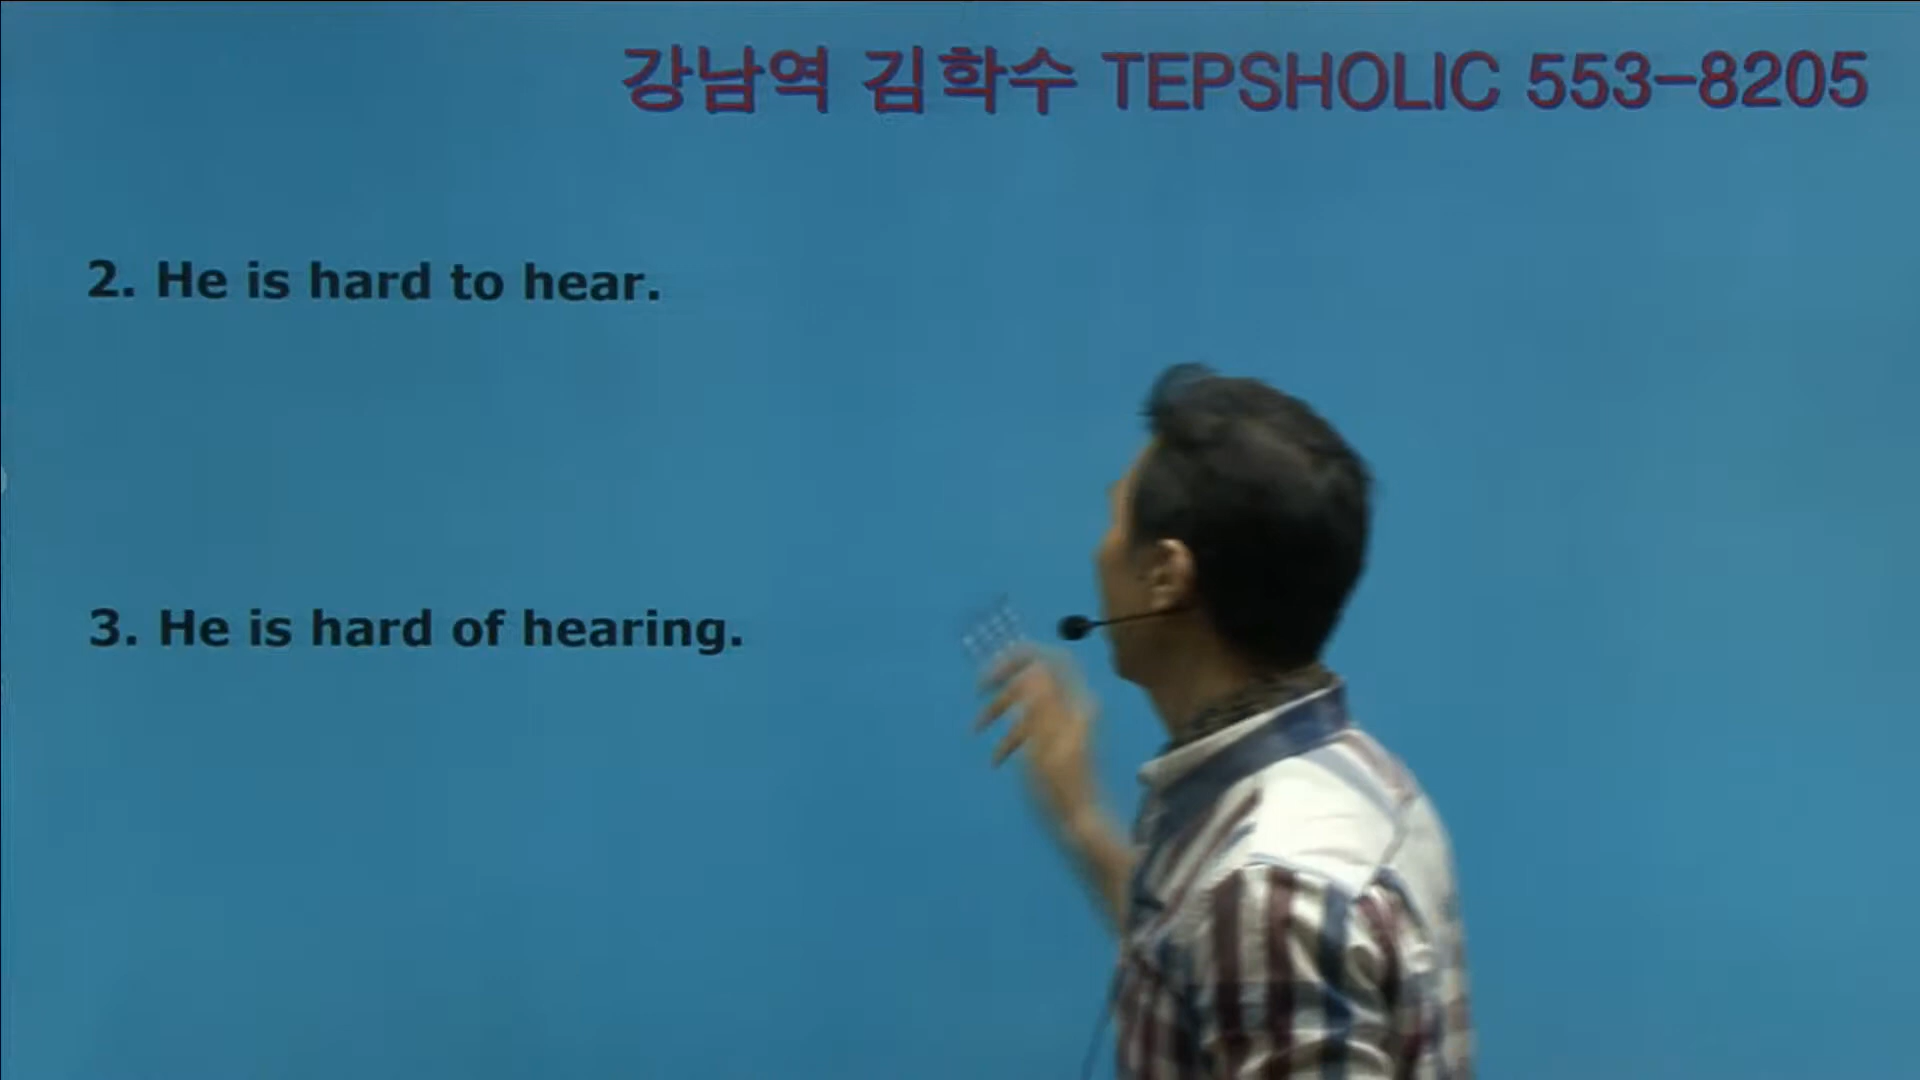 강남역 김학수 TEPSHOLIC 553-8205
2. He is hard to hear.
3. He is hard of hearing.